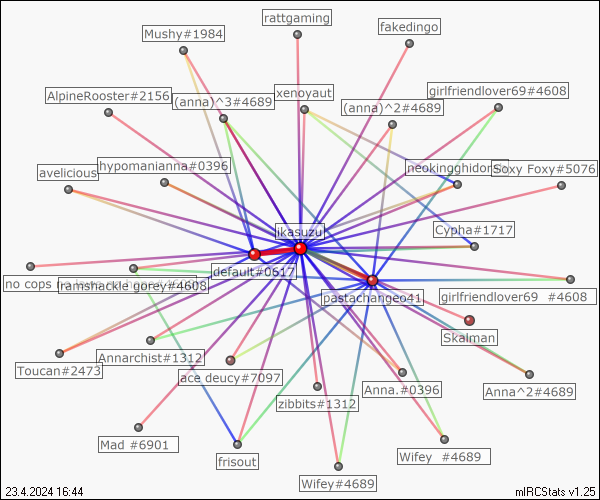 rattgaming
Mushy#1984
fakedingo
AlpineRooster#2156
(anna)^3#4689
xenoyaut
(anna)^2#4689
girlfriendlover69#4608
avelicious
hypomanianna#0396
Soxy Foxy#5076
ikasuzu
Cypha#1717
default#0617
no cops
ramshackle gorey#4608
pastachangeo41
girlfriendlover69 #4608
Skalman
Toucan#2473
Annarchist#1312
ace deucy#7097
Anna.#0396
Anna^2#4689
zibbits#1312
Mad #6901
frisout
Wifey #4689
Wifey#4689
23.4.2024 16:44
mIRCStats v1.25